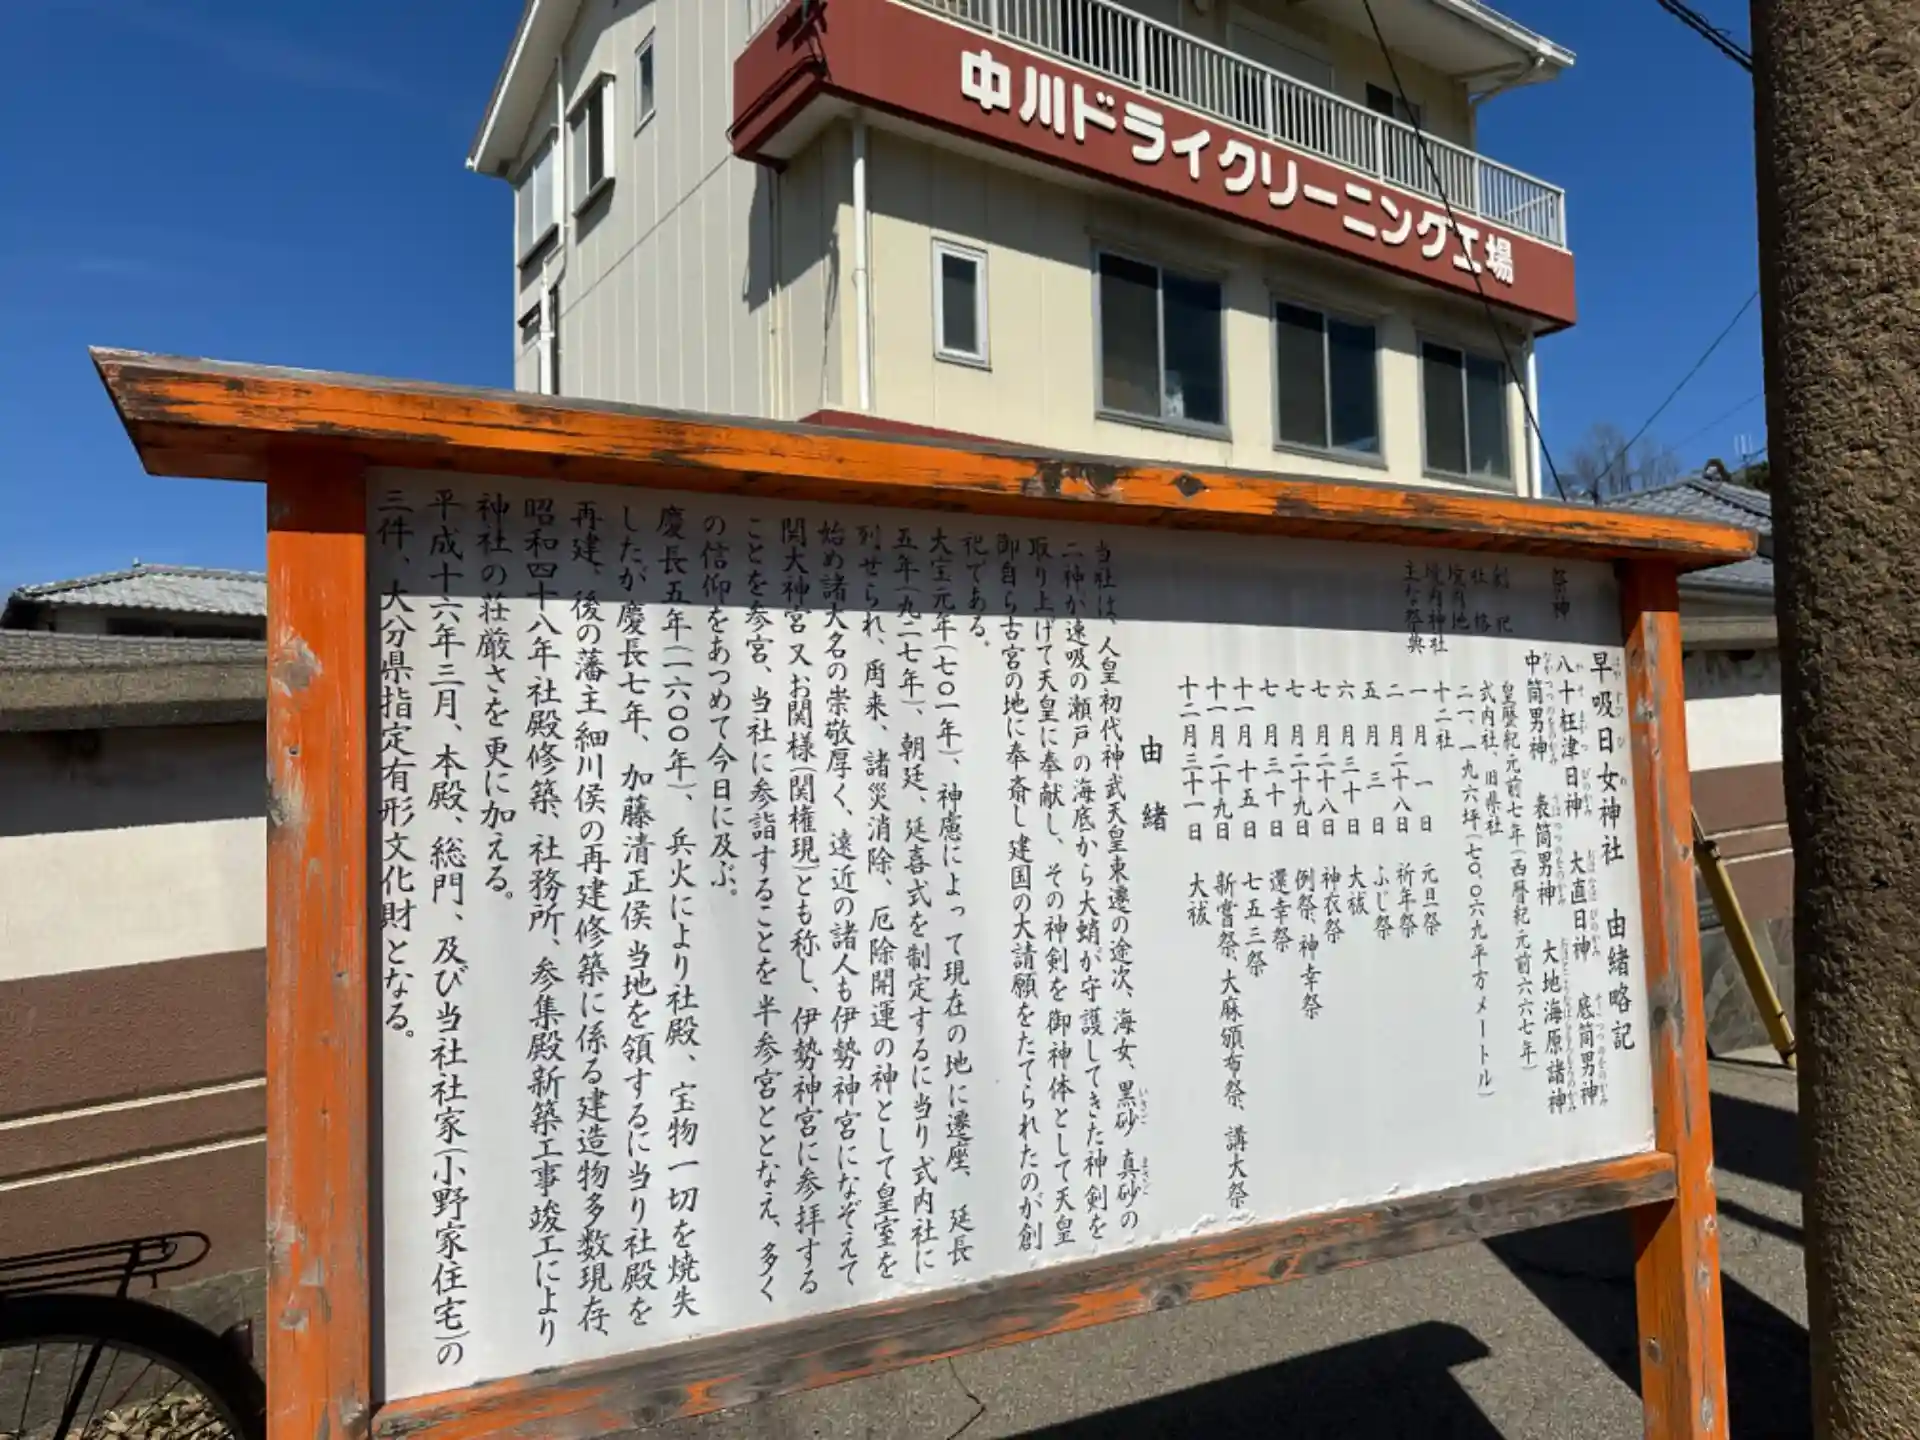 中川ドライクリーニング工場
早吸日女神社 由緒略記
祭神
八十枉津日神 大直日神 底筒男神
中筒男神 表筒男神 大地海原諸神
創祀 皇歴紀元前七年(西暦紀元前六六七年)
社格 式内社、旧県社
境内地 二一、一九六坪(七〇、〇六九平方メートル)
境内神社 十二社
主な祭典 一月一日 元旦祭
二月二十八日 祈年祭
五月三日 ふじ祭
六月三十日 大祓
七月二十八日 神衣祭
七月二十九日 例祭、神幸祭
七月三十日 還幸祭
十一月十五日 七五三祭
十一月二十九日 新嘗祭、大麻頒布祭、講大祭
十二月三十一日 大祓
由緒
当社は、人皇初代神武天皇東遷の途次、海女、黒砂 真砂の
二神が速吸の瀬戸の海底から大蛸が守護してきた神剣を
取り上げて天皇に奉献し、その神剣を御神体として天皇
御自ら古宮の地に奉斎し建国の大請願をたてられたのが創
祀である。
大宝元年(七〇一年)、神慮によって現在の地に遷座、延長
五年(九二七年)、朝廷、延喜式を制定するに当り式内社に
列せられ、爾来、諸災消除、厄除開運の神として皇室を
始め諸大名の崇敬厚く、遠近の諸人も伊勢神宮になぞえて
関大神宮又お関様(関権現)とも称し、伊勢神宮に参拝する
ことを参宮、当社に参詣することを半参宮ととなえ、多く
の信仰をあつめて今日に及ぶ。
慶長五年(一六〇〇年)、兵火により社殿、宝物一切を焼失
したが慶長七年、加藤清正侯当地を領するに当り社殿を
再建、後の藩主細川侯の再建修築に係る建造物多数現存、
昭和四十八年社殿修築、社務所、参集殿新築工事竣工により
神社の荘厳さを更に加える。
平成十六年三月、本殿、総門、及び当社社家(小野家住宅)の
三件、大分県指定有形文化財となる。